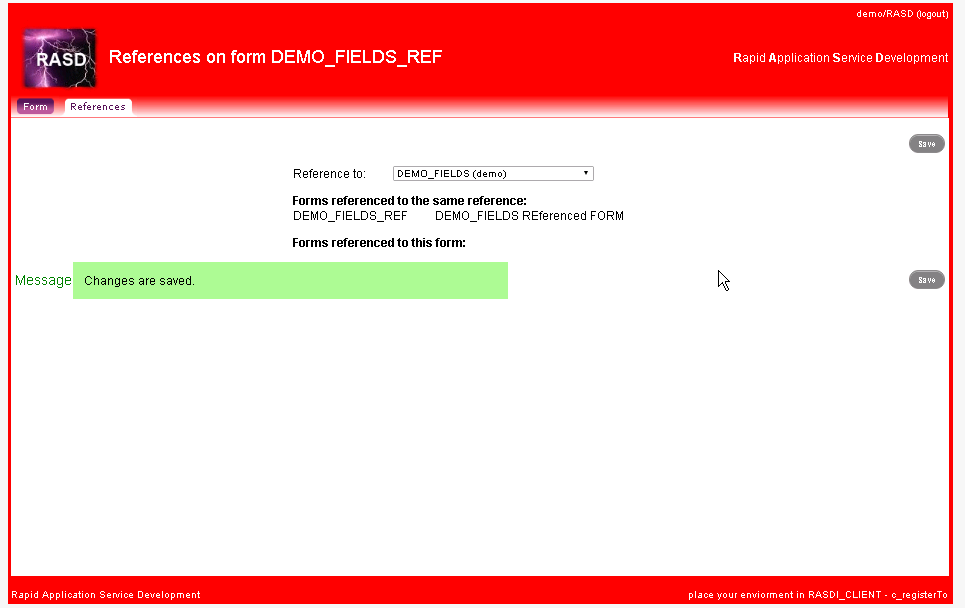 demo/RASD (logout)
RASD
References on form DEMO_FIELDS_REF
Rapid Application Service Development
Form References
Save
Reference to: DEMO_FIELDS (demo)
Forms referenced to the same reference:
DEMO_FIELDS_REF DEMO_FIELDS REferenced FORM
Forms referenced to this form:
Message Changes are saved. Save
Rapid Application Service Development place your enviorment in RASDI_CLIENT - c_registerTo